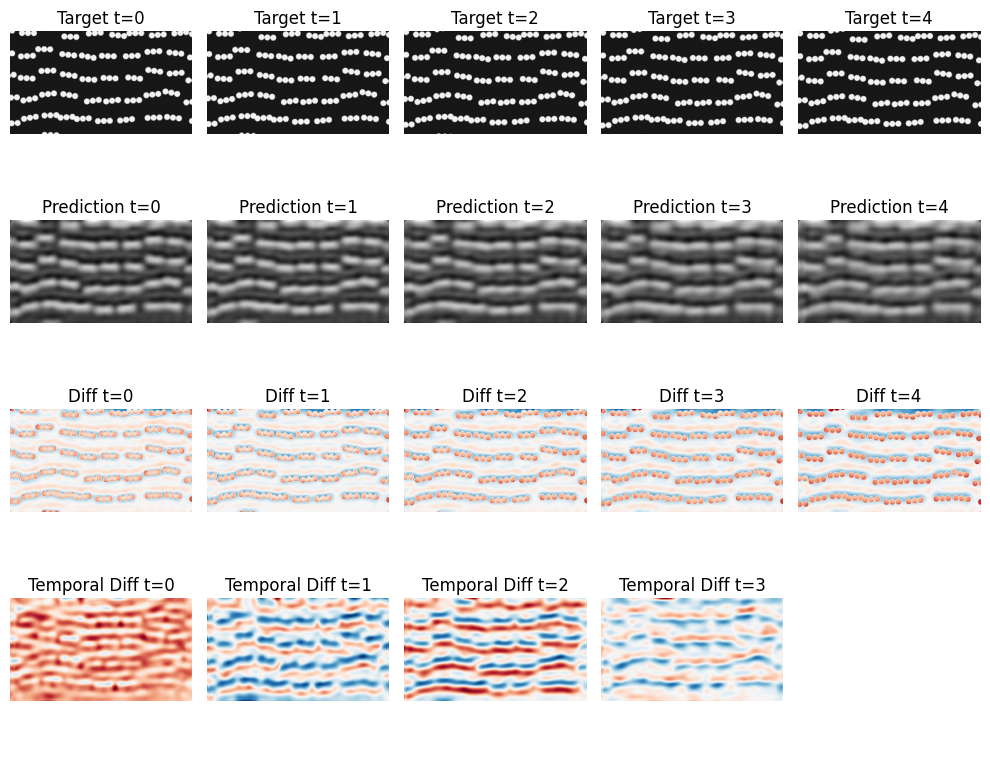 Target t=0
Target t=1
Target t=2
Target t=3
Target t=4
Prediction t=0
Prediction t=1
Prediction t=2
Prediction t=3
Prediction t=4
Diff t=0
Diff t=1
Diff t=2
Diff t=3
Diff t=4
Temporal Diff t=0
Temporal Diff t=1
Temporal Diff t=2
Temporal Diff t=3